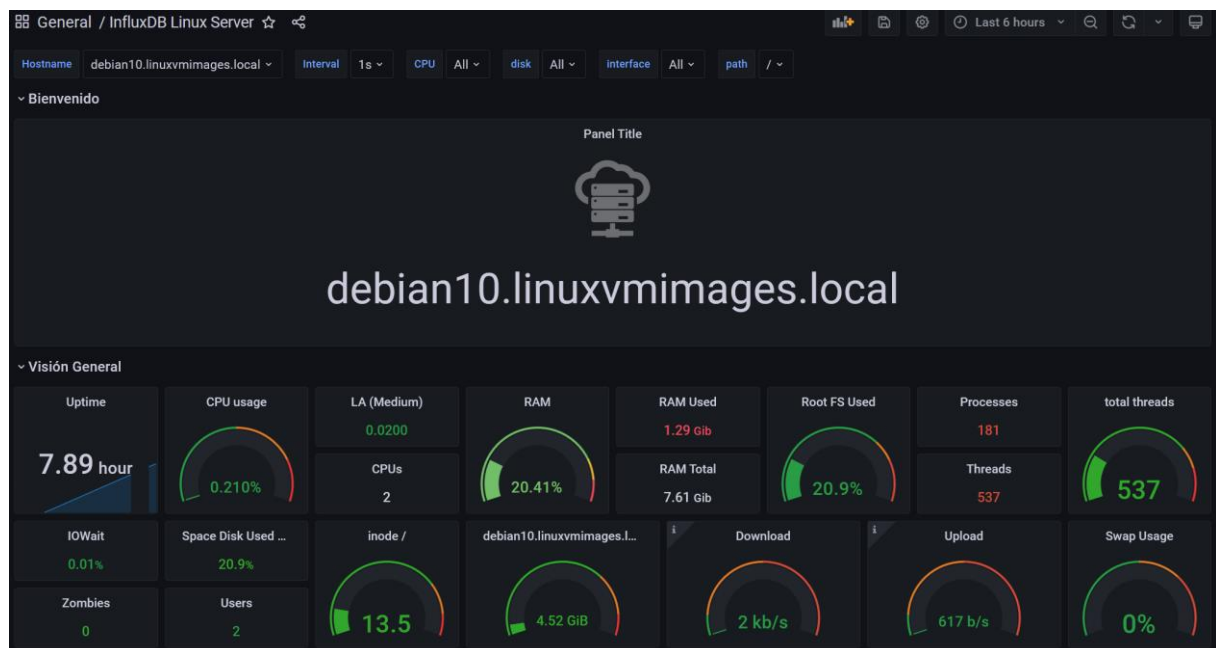 General / InfluxDB Linux Server
Last 6 hours
Hostname debian10.linuxvmimages.local Interval 1s CPU All disk All interface All path /
Bienvenido
Panel Title
debian10.linuxvmimages.local
Visión General
Uptime
7.89 hour
CPU usage
0.210%
LA (Medium)
0.0200
CPUs
2
RAM
20.41%
RAM Used
1.29 Gib
RAM Total
7.61 Gib
Root FS Used
20.9%
Processes
181
Threads
537
total threads
537
IOWait
0.01%
Zombies
0
Space Disk Used ...
20.9%
Users
2
inode /
13.5
debian10.linuxvmimages.l...
4.52 GiB
i
Download
2 kb/s
i
Upload
617 b/s
Swap Usage
0%